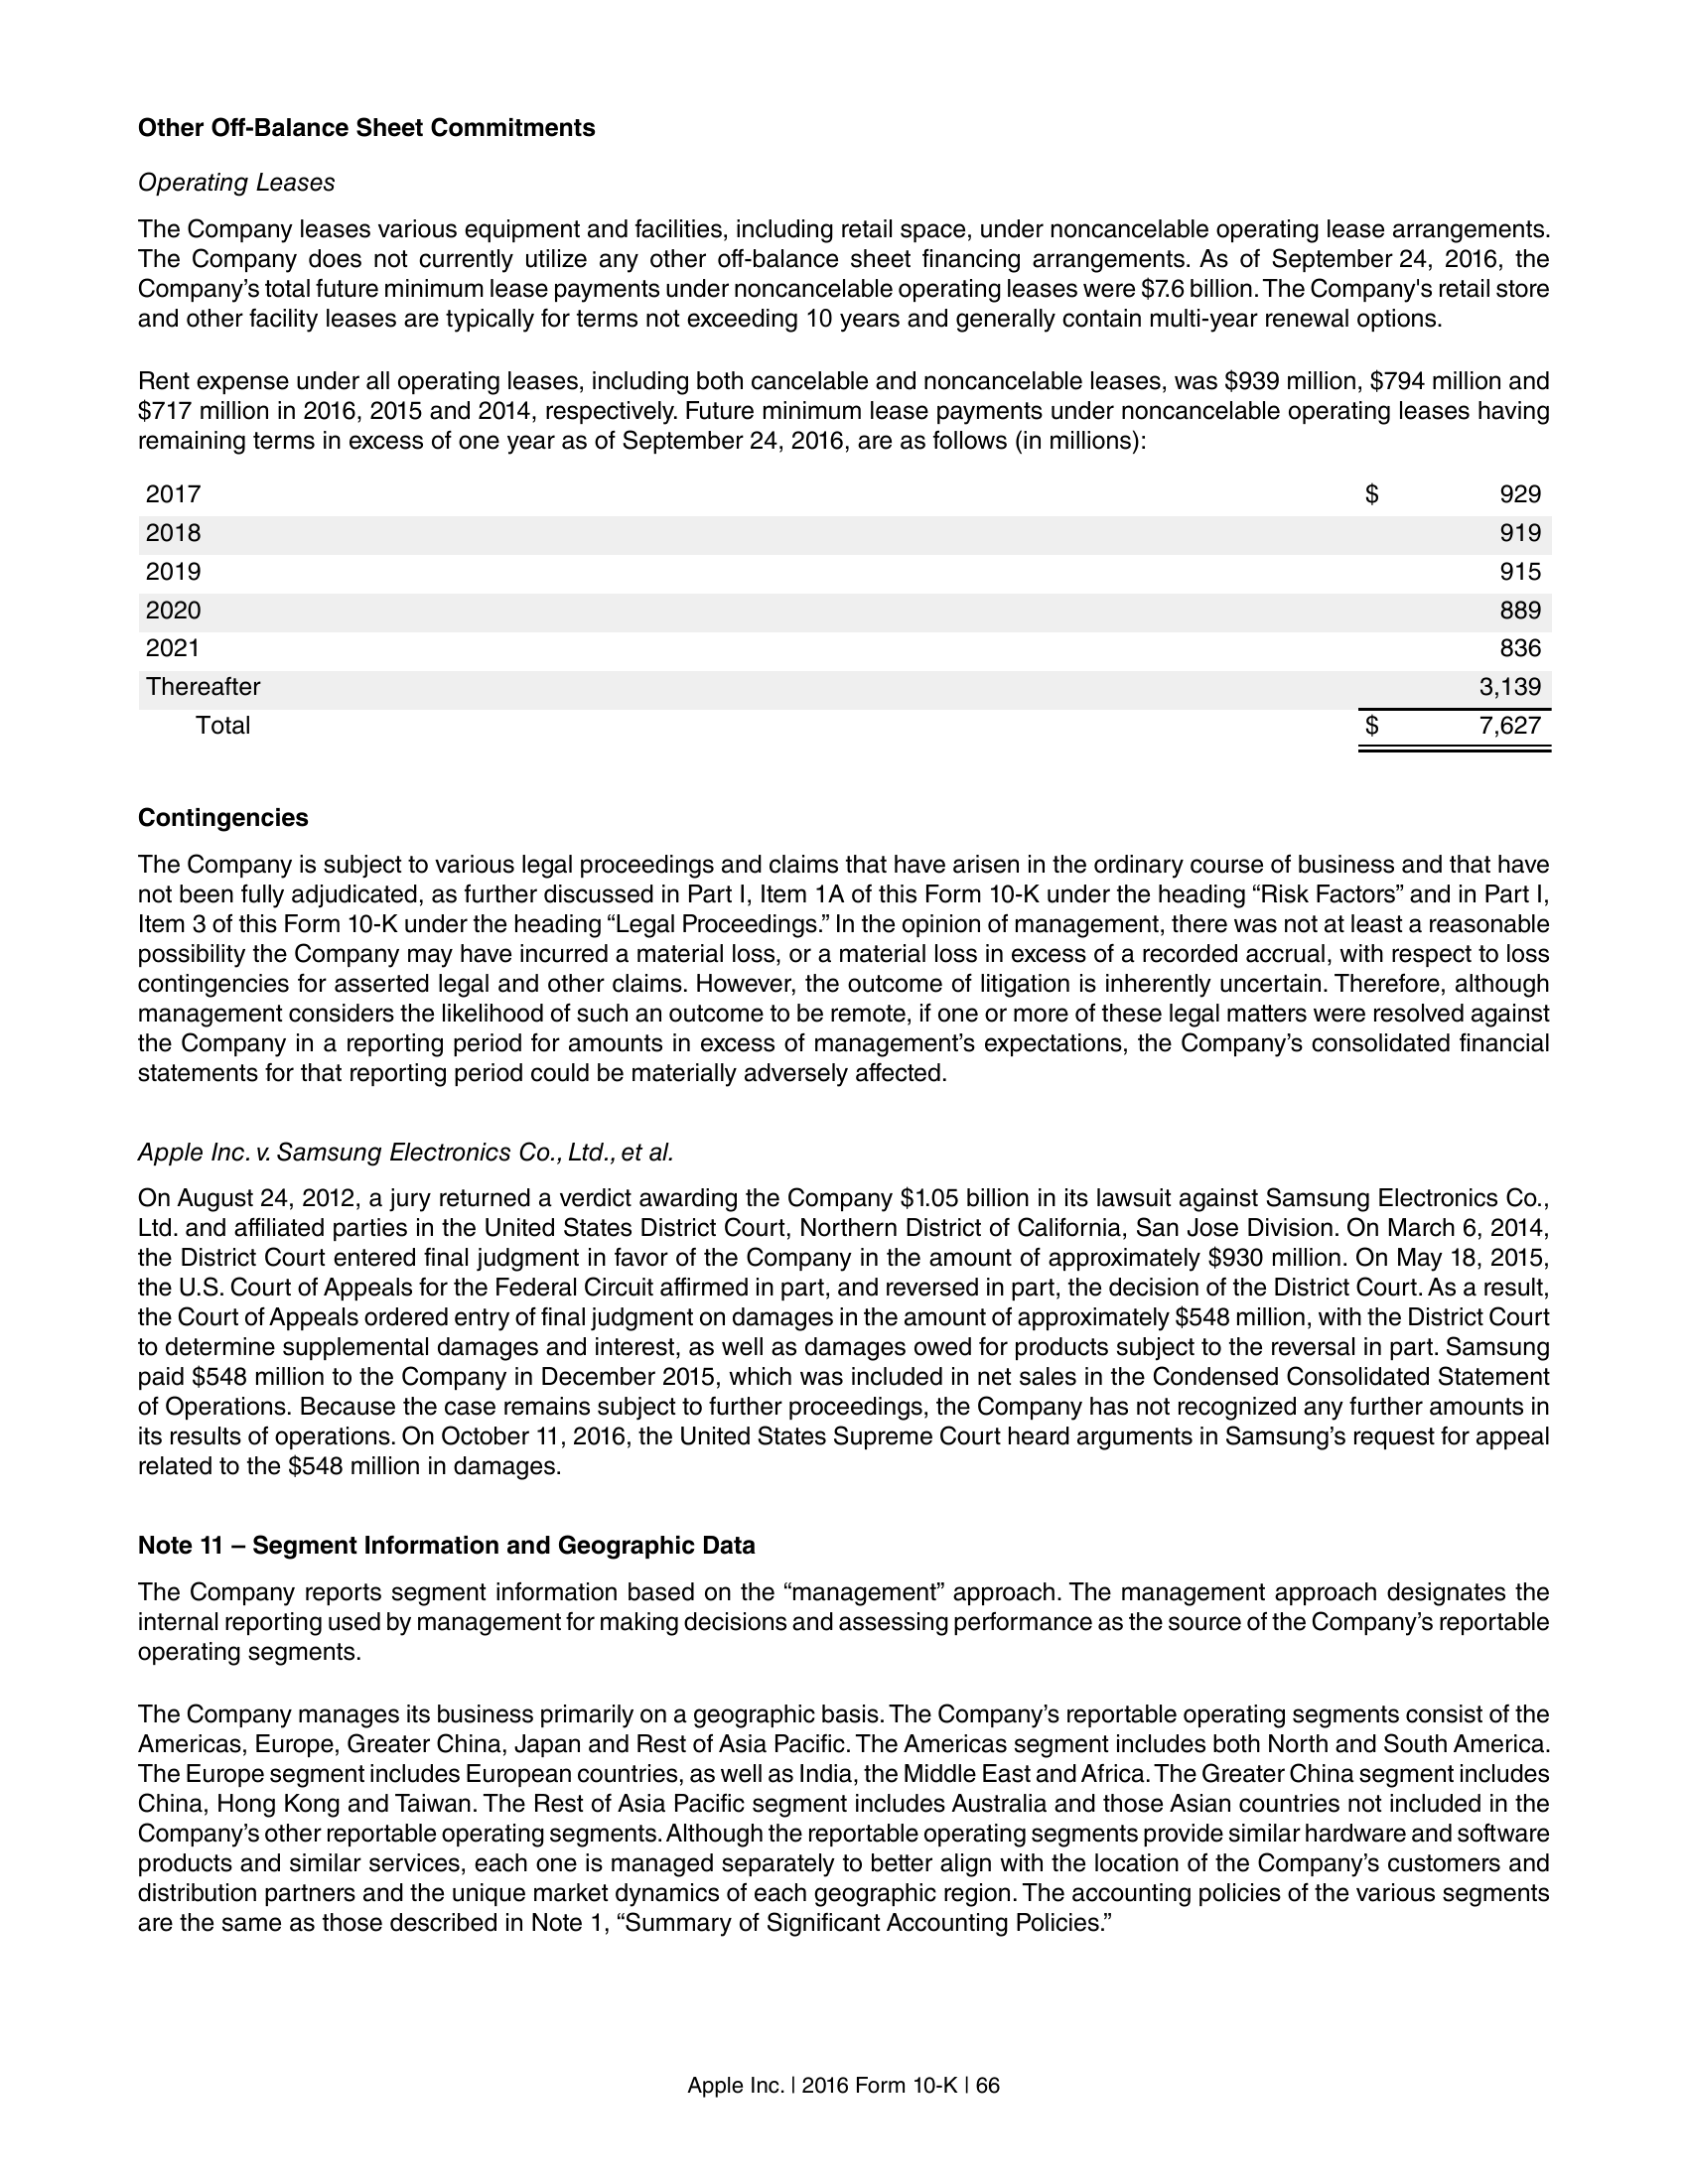 Other Off-Balance Sheet Commitments
Operating Leases
The Company leases various equipment and facilities, including retail space, under noncancelable operating lease arrangements.
The Company does not currently utilize any other off-balance sheet financing arrangements. As of September 24, 2016, the
Company’s total future minimum lease payments under noncancelable operating leases were $7.6 billion. The Company's retail store
and other facility leases are typically for terms not exceeding 10 years and generally contain multi-year renewal options.
Rent expense under all operating leases, including both cancelable and noncancelable leases, was $939 million, $794 million and
$717 million in 2016, 2015 and 2014, respectively. Future minimum lease payments under noncancelable operating leases having
remaining terms in excess of one year as of September 24, 2016, are as follows (in millions):
2017 $ 929
2018 919
2019 915
2020 889
2021 836
Thereafter 3,139
Total $ 7,627
Contingencies
The Company is subject to various legal proceedings and claims that have arisen in the ordinary course of business and that have
not been fully adjudicated, as further discussed in Part I, Item 1A of this Form 10-K under the heading “Risk Factors” and in Part I,
Item 3 of this Form 10-K under the heading “Legal Proceedings.” In the opinion of management, there was not at least a reasonable
possibility the Company may have incurred a material loss, or a material loss in excess of a recorded accrual, with respect to loss
contingencies for asserted legal and other claims. However, the outcome of litigation is inherently uncertain. Therefore, although
management considers the likelihood of such an outcome to be remote, if one or more of these legal matters were resolved against
the Company in a reporting period for amounts in excess of management’s expectations, the Company’s consolidated financial
statements for that reporting period could be materially adversely affected.
Apple Inc. v. Samsung Electronics Co., Ltd., et al.
On August 24, 2012, a jury returned a verdict awarding the Company $1.05 billion in its lawsuit against Samsung Electronics Co.,
Ltd. and affiliated parties in the United States District Court, Northern District of California, San Jose Division. On March 6, 2014,
the District Court entered final judgment in favor of the Company in the amount of approximately $930 million. On May 18, 2015,
the U.S. Court of Appeals for the Federal Circuit affirmed in part, and reversed in part, the decision of the District Court. As a result,
the Court of Appeals ordered entry of final judgment on damages in the amount of approximately $548 million, with the District Court
to determine supplemental damages and interest, as well as damages owed for products subject to the reversal in part. Samsung
paid $548 million to the Company in December 2015, which was included in net sales in the Condensed Consolidated Statement
of Operations. Because the case remains subject to further proceedings, the Company has not recognized any further amounts in
its results of operations. On October 11, 2016, the United States Supreme Court heard arguments in Samsung’s request for appeal
related to the $548 million in damages.
Note 11 – Segment Information and Geographic Data
The Company reports segment information based on the “management” approach. The management approach designates the
internal reporting used by management for making decisions and assessing performance as the source of the Company’s reportable
operating segments.
The Company manages its business primarily on a geographic basis. The Company’s reportable operating segments consist of the
Americas, Europe, Greater China, Japan and Rest of Asia Pacific. The Americas segment includes both North and South America.
The Europe segment includes European countries, as well as India, the Middle East and Africa. The Greater China segment includes
China, Hong Kong and Taiwan. The Rest of Asia Pacific segment includes Australia and those Asian countries not included in the
Company’s other reportable operating segments. Although the reportable operating segments provide similar hardware and software
products and similar services, each one is managed separately to better align with the location of the Company’s customers and
distribution partners and the unique market dynamics of each geographic region. The accounting policies of the various segments
are the same as those described in Note 1, “Summary of Significant Accounting Policies.”
Apple Inc. | 2016 Form 10-K | 66